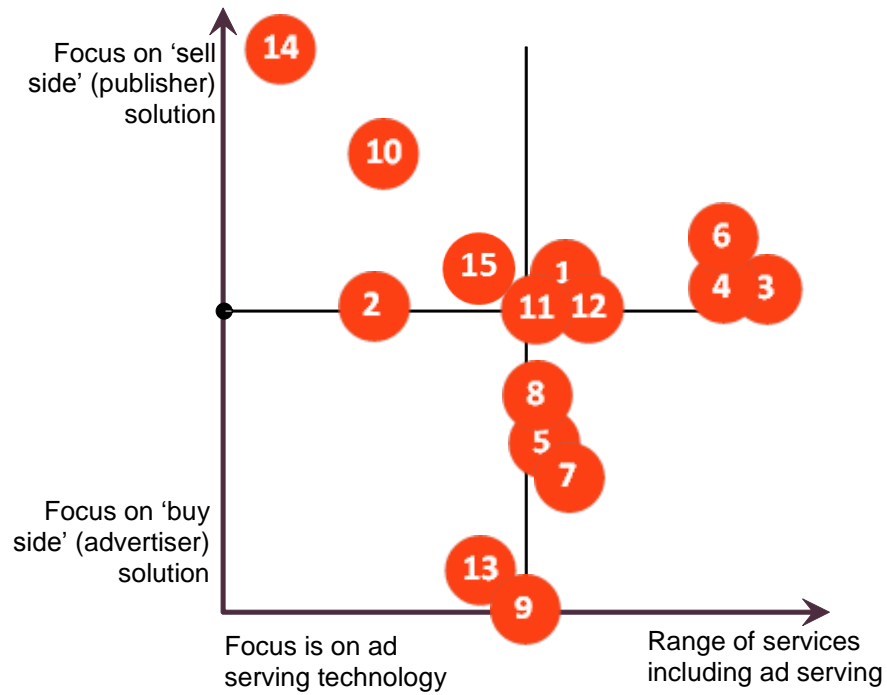 Focus on ‘sell
side’ (publisher)
solution
14
10
6
15
1
4
3
2
11
12
8
5
7
Focus on ‘buy
side’ (advertiser)
solution
13
9
Focus is on ad
serving technology
Range of services
including ad serving